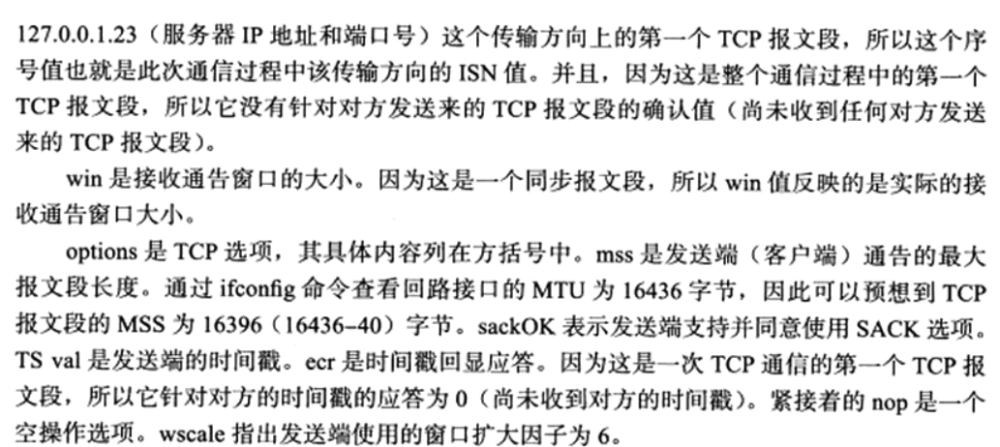 127.0.0.1.23（服务器 IP 地址和端口号）这个传输方向上的第一个 TCP 报文段，所以这个序
号值也就是此次通信过程中该传输方向的 ISN 值。并且，因为这是整个通信过程中的第一个
TCP 报文段，所以它没有针对对方发送来的 TCP 报文段的确认值（尚未收到任何对方发送
来的 TCP 报文段）。
win 是接收通告窗口的大小。因为这是一个同步报文段，所以 win 值反映的是实际的接
收通告窗口大小。
options 是 TCP 选项，其具体内容列在方括号中。mss 是发送端（客户端）通告的最大
报文段长度。通过 ifconfig 命令查看回路接口的 MTU 为 16436 字节，因此可以预想到 TCP
报文段的 MSS 为 16396（16436–40）字节。sackOK 表示发送端支持并同意使用 SACK 选项。
TS val 是发送端的时间戳。ecr 是时间戳回显应答。因为这是一次 TCP 通信的第一个 TCP 报
文段，所以它针对对方的时间戳的应答为 0（尚未收到对方的时间戳）。紧接着的 nop 是一个
空操作选项。wscale 指出发送端使用的窗口扩大因子为 6。